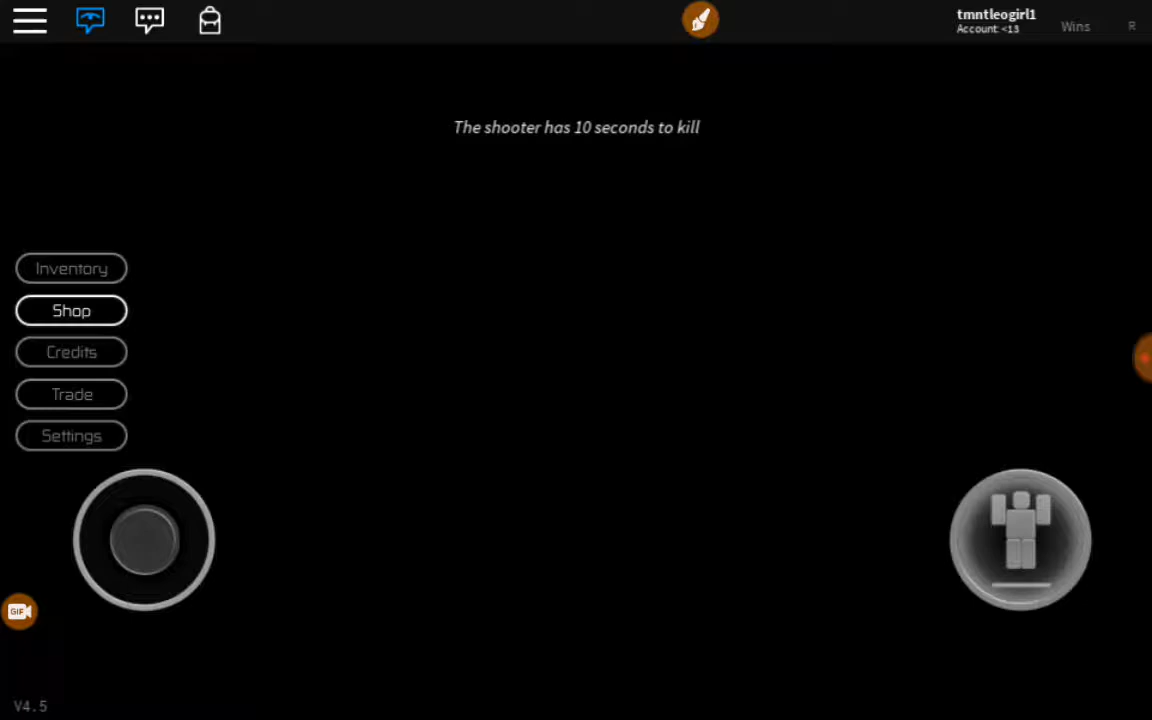 tmntleogirl1
Account: <13
Wins
R
The shooter has 10 seconds to kill
Inventory
Shop
Credits
Trade
Settings
GIF
V4.5